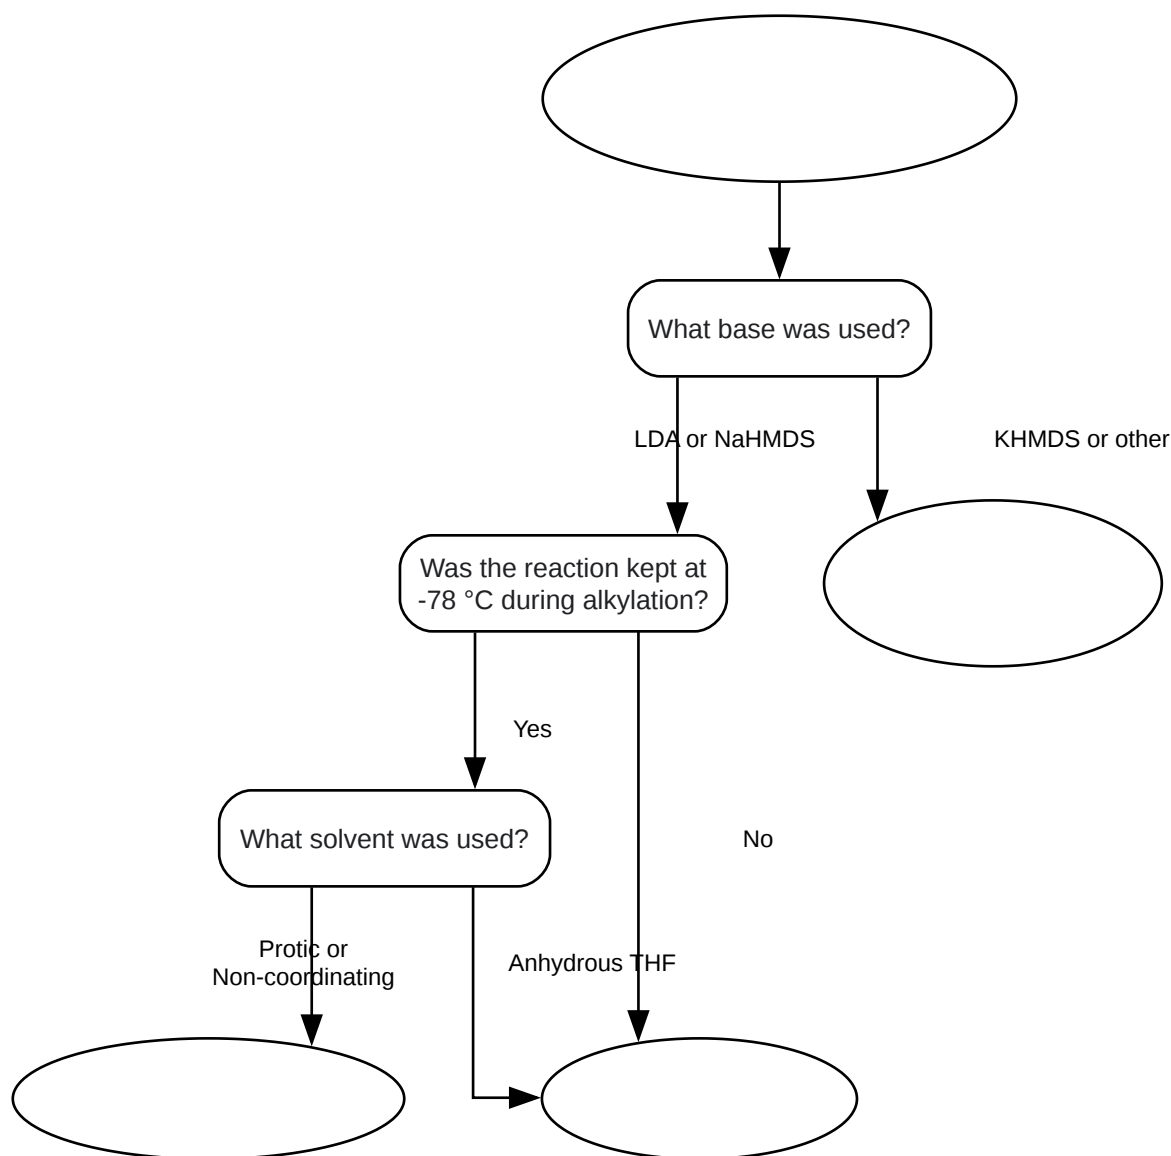 What base was used?
LDA or NaHMDS
KHMDS or other
Was the reaction kept at
-78 °C during alkylation?
Yes
What solvent was used?
No
Protic or
Non-coordinating
Anhydrous THF